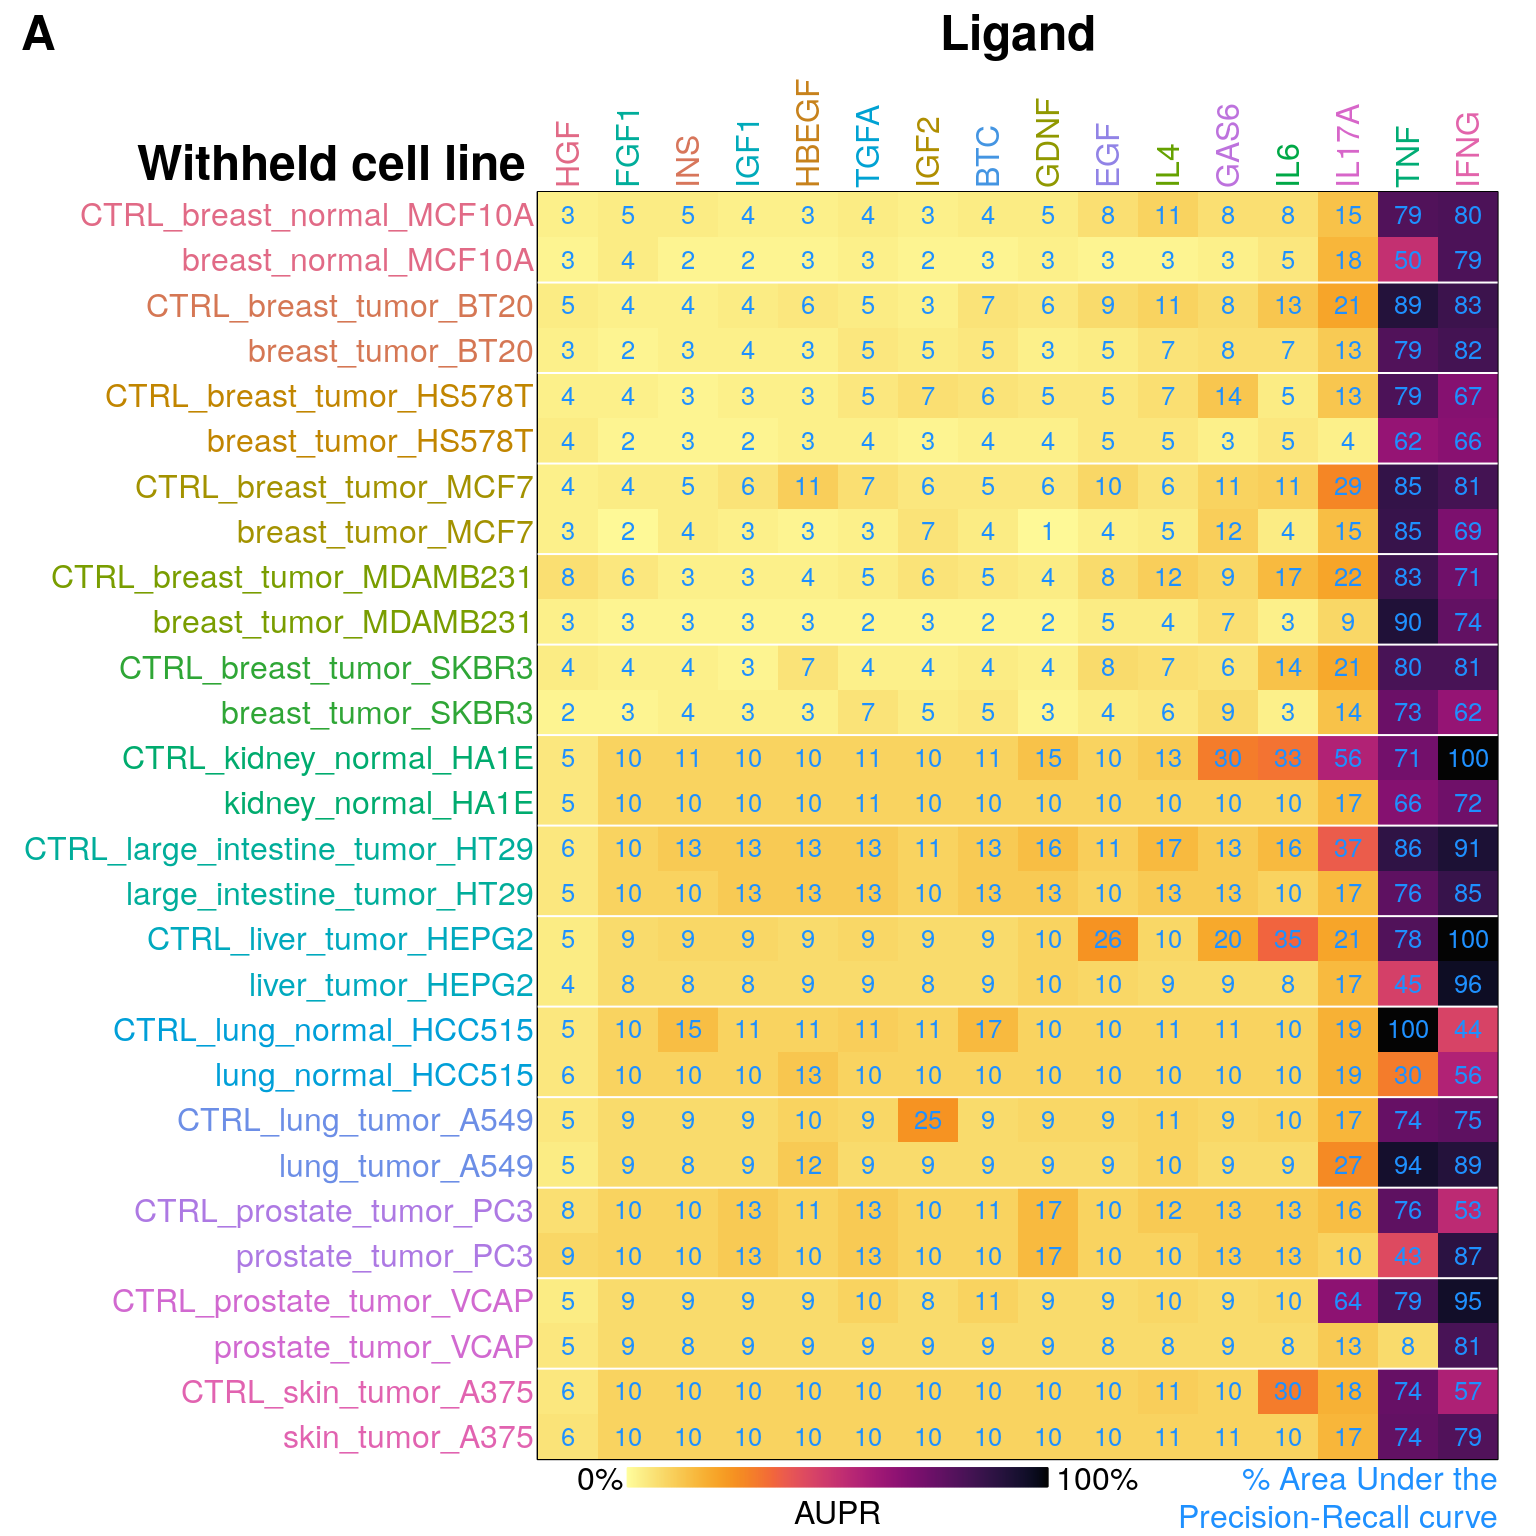 A
Ligand
Withheld cell line
HGF FGF1 INS IGF1 HBEGF TGFA IGF2 BTC GDNF EGF IL4 GAS6 IL6 IL17A TNF IFNG
CTRL_breast_normal_MCF10A 3 5 5 4 3 4 3 4 5 8 11 8 8 15 79 80
breast_normal_MCF10A 3 4 2 2 3 3 2 3 3 3 3 3 5 18 50 79
CTRL_breast_tumor_BT20 5 4 4 4 6 5 3 7 6 9 11 8 13 21 89 83
breast_tumor_BT20 3 2 3 4 3 5 5 5 3 5 7 8 7 13 79 82
CTRL_breast_tumor_HS578T 4 4 3 3 3 5 7 6 5 5 7 14 5 13 79 67
breast_tumor_HS578T 4 2 3 2 3 4 3 4 4 5 5 3 5 4 62 66
CTRL_breast_tumor_MCF7 4 4 5 6 11 7 6 5 6 10 6 11 11 29 85 81
breast_tumor_MCF7 3 2 4 3 3 3 7 4 1 4 5 12 4 15 85 69
CTRL_breast_tumor_MDAMB231 8 6 3 3 4 5 6 5 4 8 12 9 17 22 83 71
breast_tumor_MDAMB231 3 3 3 3 3 2 3 2 2 5 4 7 3 9 90 74
CTRL_breast_tumor_SKBR3 4 4 4 3 7 4 4 4 4 8 7 6 14 21 80 81
breast_tumor_SKBR3 2 3 4 3 3 7 5 5 3 4 6 9 3 14 73 62
CTRL_kidney_normal_HA1E 5 10 11 10 10 11 10 11 15 10 13 30 33 56 71 100
kidney_normal_HA1E 5 10 10 10 10 11 10 10 10 10 10 10 10 17 66 72
CTRL_large_intestine_tumor_HT29 6 10 13 13 13 13 11 13 16 11 17 13 16 37 86 91
large_intestine_tumor_HT29 5 10 10 13 13 13 10 13 13 10 13 13 10 17 76 85
CTRL_liver_tumor_HEPG2 5 9 9 9 9 9 9 9 10 26 10 20 35 21 78 100
liver_tumor_HEPG2 4 8 8 8 9 9 8 9 10 10 9 9 8 17 45 96
CTRL_lung_normal_HCC515 5 10 15 11 11 11 11 17 10 10 11 11 10 19 100 44
lung_normal_HCC515 6 10 10 10 13 10 10 10 10 10 10 10 10 19 30 56
CTRL_lung_tumor_A549 5 9 9 9 10 9 25 9 9 9 11 9 10 17 74 75
lung_tumor_A549 5 9 8 9 12 9 9 9 9 9 10 9 9 27 94 89
CTRL_prostate_tumor_PC3 8 10 10 13 11 13 10 11 17 10 12 13 13 16 76 53
prostate_tumor_PC3 9 10 10 13 10 13 10 10 17 10 10 13 13 10 43 87
CTRL_prostate_tumor_VCAP 5 9 9 9 9 10 8 11 9 9 10 9 10 64 79 95
prostate_tumor_VCAP 5 9 8 9 9 9 9 9 9 8 8 9 8 13 8 81
CTRL_skin_tumor_A375 6 10 10 10 10 10 10 10 10 10 11 10 30 18 74 57
skin_tumor_A375 6 10 10 10 10 10 10 10 10 10 11 11 10 17 74 79
0% 100%
AUPR
% Area Under the
Precision-Recall curve